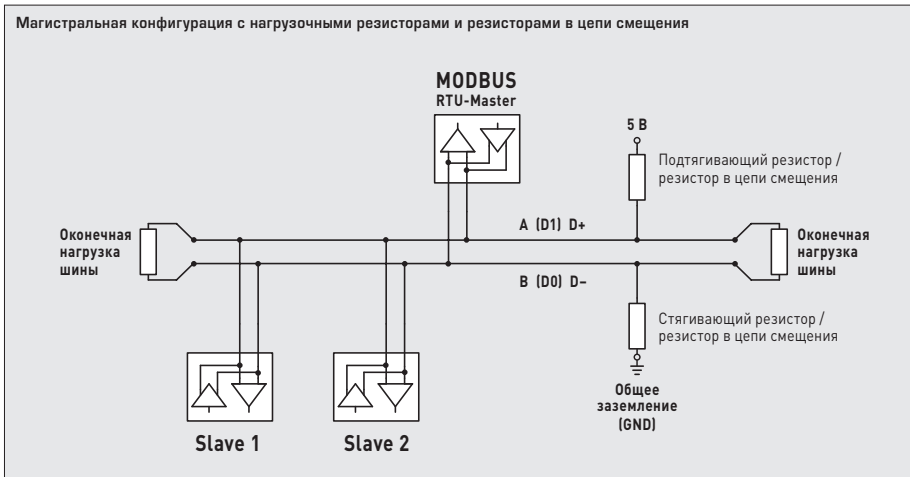 Магистральная конфигурация с нагрузочными резисторами и резисторами в цепи смещения
MODBUS
RTU-Master
5 В
Подтягивающий резистор /
резистор в цепи смещения
Оконечная
нагрузка
шины
A (D1) D+
B (D0) D–
Оконечная
нагрузка
шины
Стягивающий резистор /
резистор в цепи смещения
Общее
заземление
(GND)
Slave 1
Slave 2